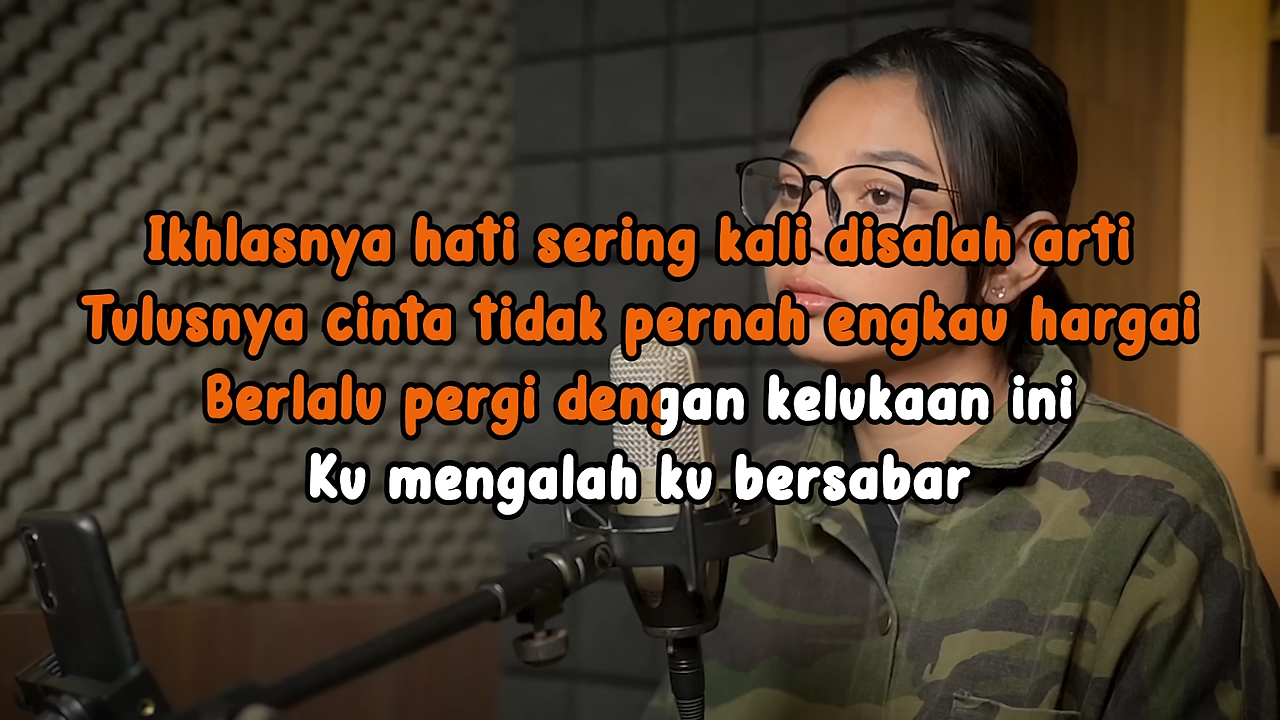 Ikhlasnya hati sering kali disalah arti
Tulusnya cinta tidak pernah engkau hargai
Berlalu pergi dengan kelukaan ini
Ku mengalah ku bersabar